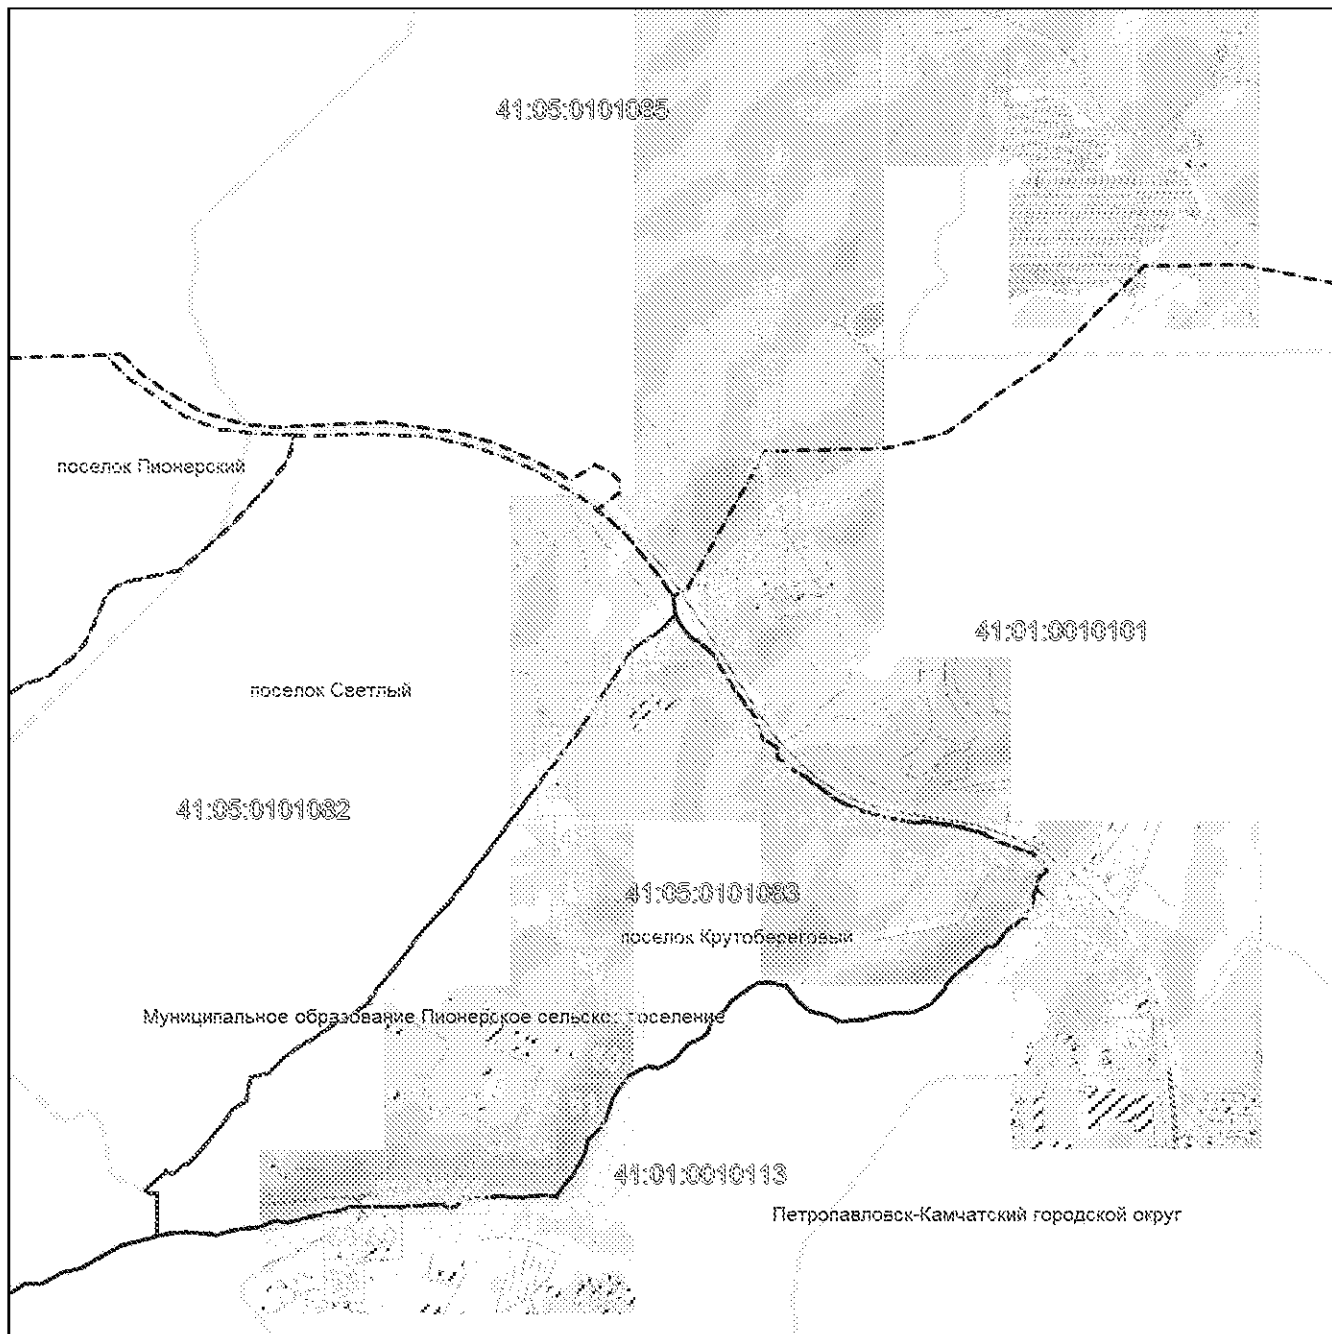 41:05:0101085
поселок Пионерский
41:01:0010101
поселок Светлый
41:05:0101082
41:05:0101083
поселок Крутобереговый
Муниципальное образование Пионерское сельское поселение
41:01:0010113
Петропавловск-Камчатский городской округ